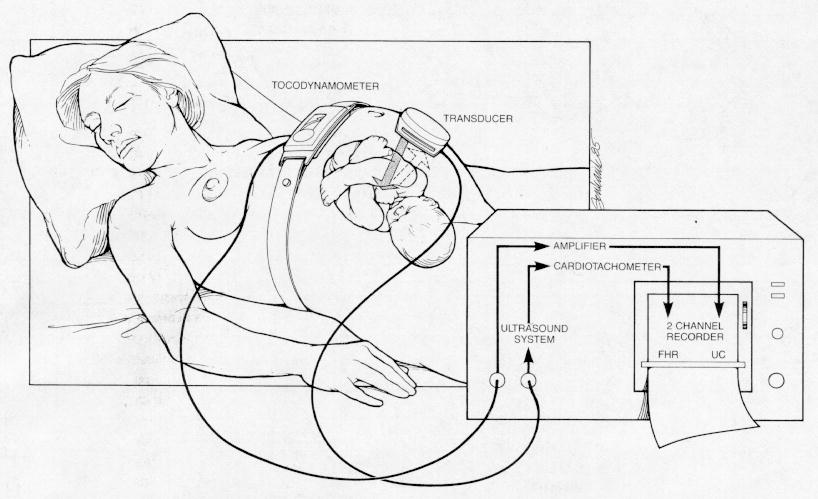 TOCODYNAMOMETER
TRANSDUCER
AMPLIFIER
CARDIOTACHOMETER
ULTRASOUND
SYSTEM
2 CHANNEL
RECORDER
FHR UC